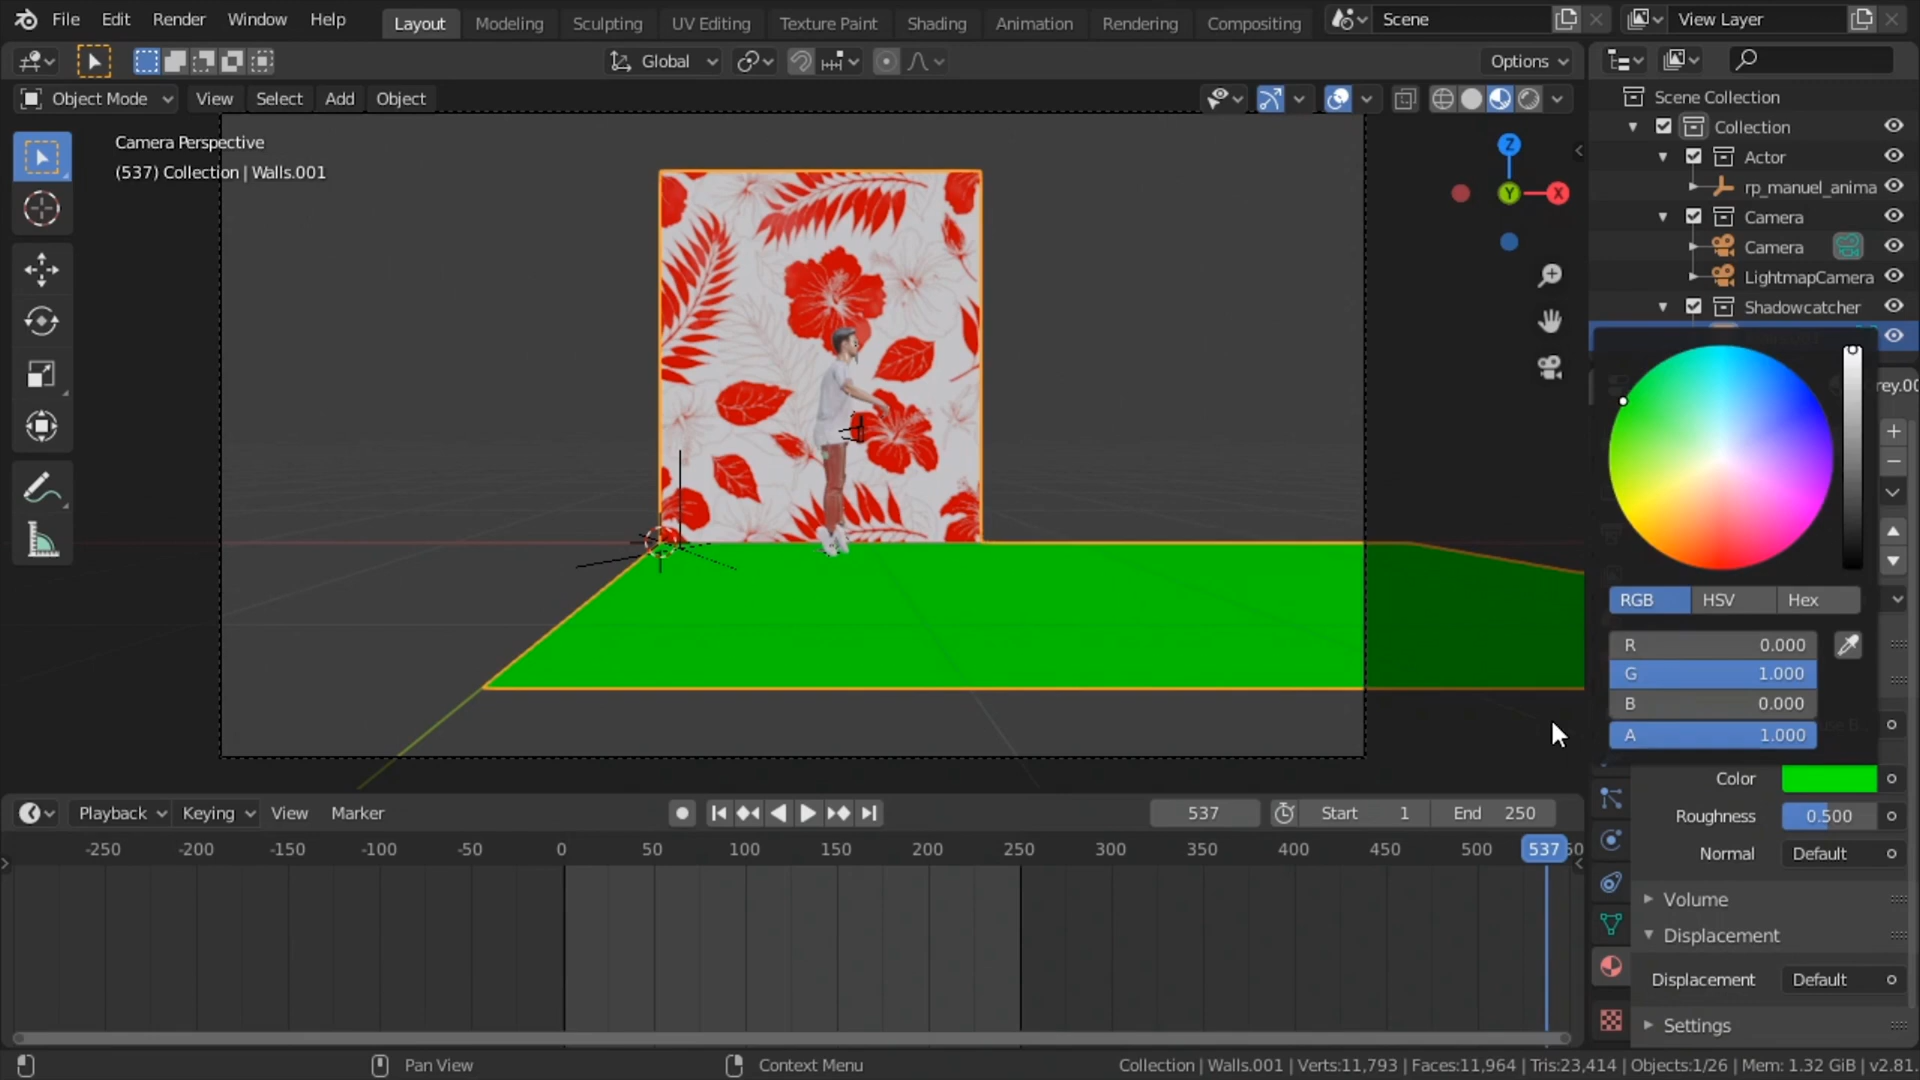 File Edit Render Window Help Layout Modeling Sculpting UV Editing Texture Paint Shading Animation Rendering Compositing Scene View Layer
Global Options
Object Mode View Select Add Object
Camera Perspective
(537) Collection | Walls.001
Z
Y
X
Scene Collection
Collection
Actor
rp_manuel_anima
Camera
Camera
LightmapCamera
Shadowcatcher
rey.00
RGB HSV Hex
R 0.000
G 1.000
B 0.000
A 1.000
Color
Roughness 0.500
Normal Default
Volume
Displacement
Displacement Default
Settings
Playback Keying View Marker 537 Start 1 End 250
-250 -200 -150 -100 -50 0 50 100 150 200 250 300 350 400 450 500 537 50
Pan View Context Menu Collection | Walls.001 | Verts:11,793 | Faces:11,964 | Tris:23,414 | Objects:1/26 | Mem: 1.32 GiB | v2.81.